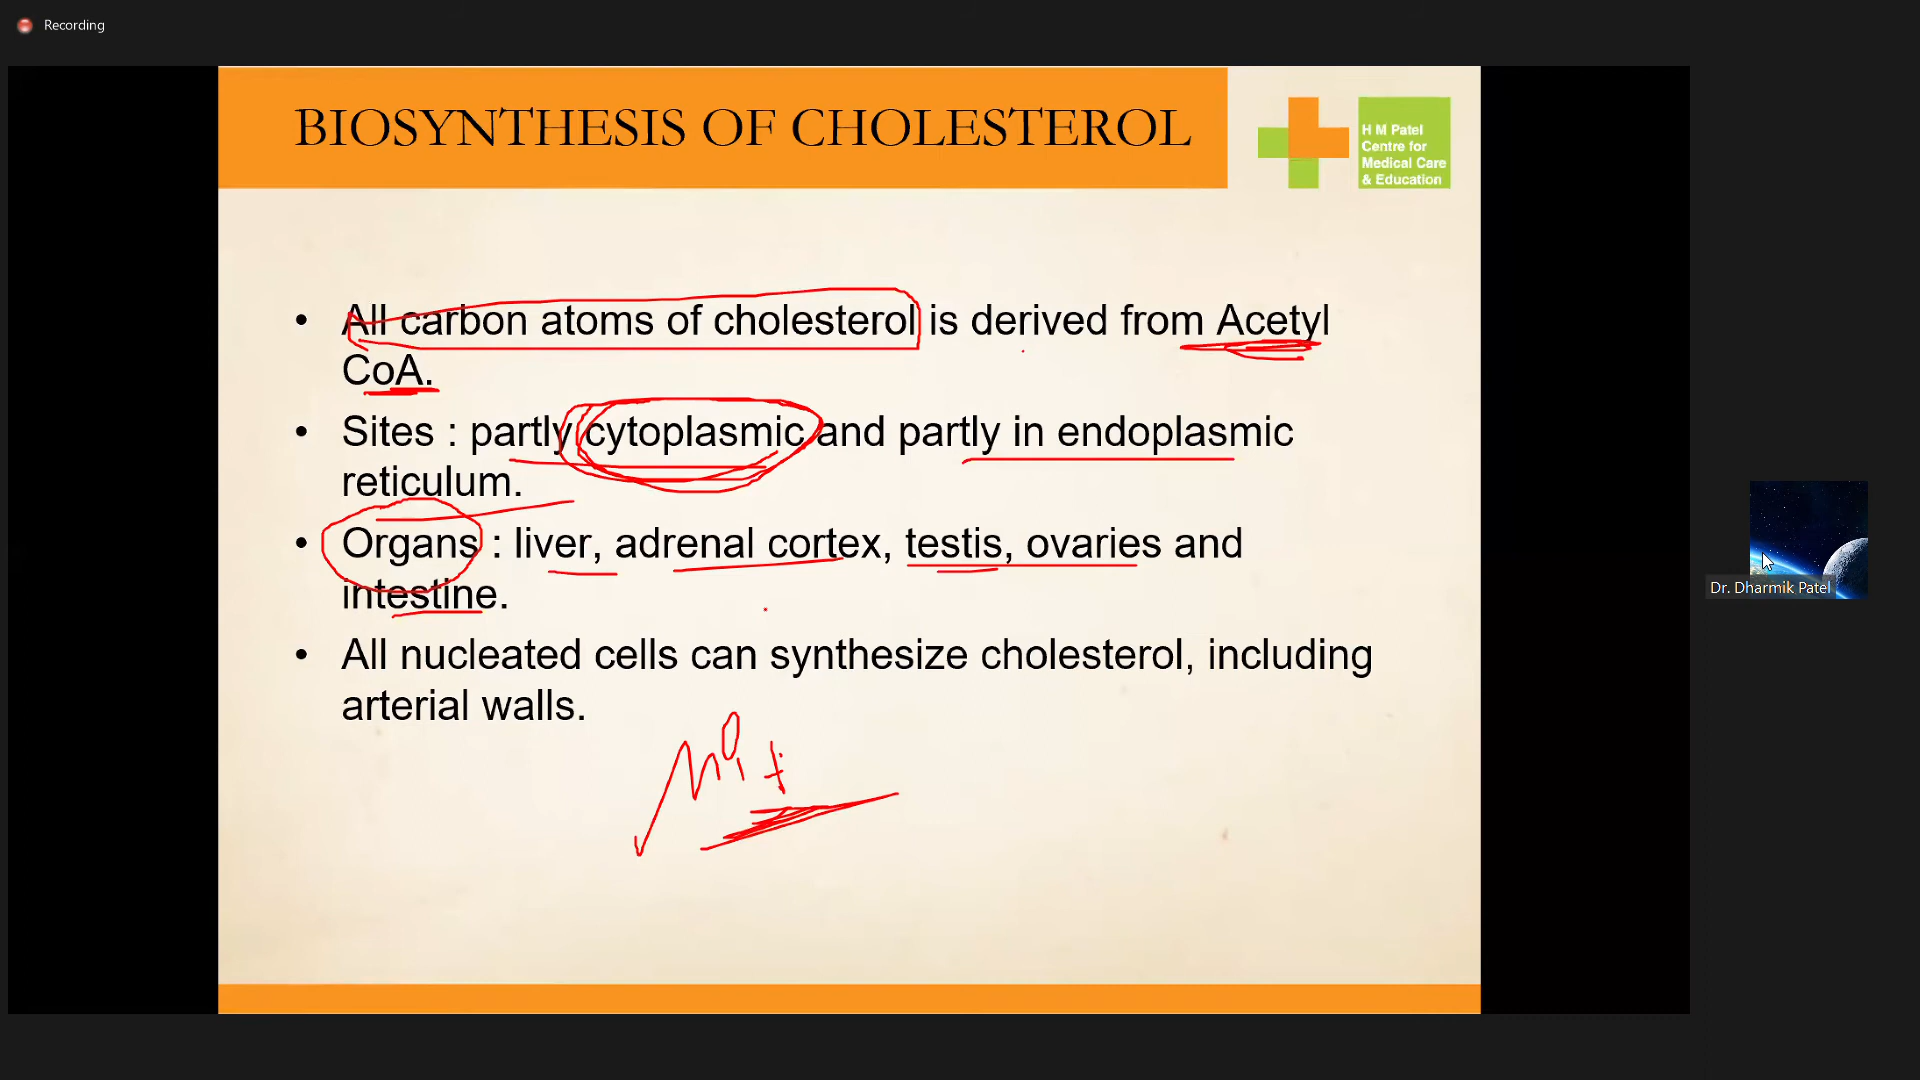 Recording
BIOSYNTHESIS OF CHOLESTEROL
H M Patel
Centre for
Medical Care
& Education
• All carbon atoms of cholesterol is derived from Acetyl
CoA.
• Sites : partly cytoplasmic and partly in endoplasmic
reticulum.
• Organs : liver, adrenal cortex, testis, ovaries and
intestine.
• All nucleated cells can synthesize cholesterol, including
arterial walls.
Dr. Dharmik Patel